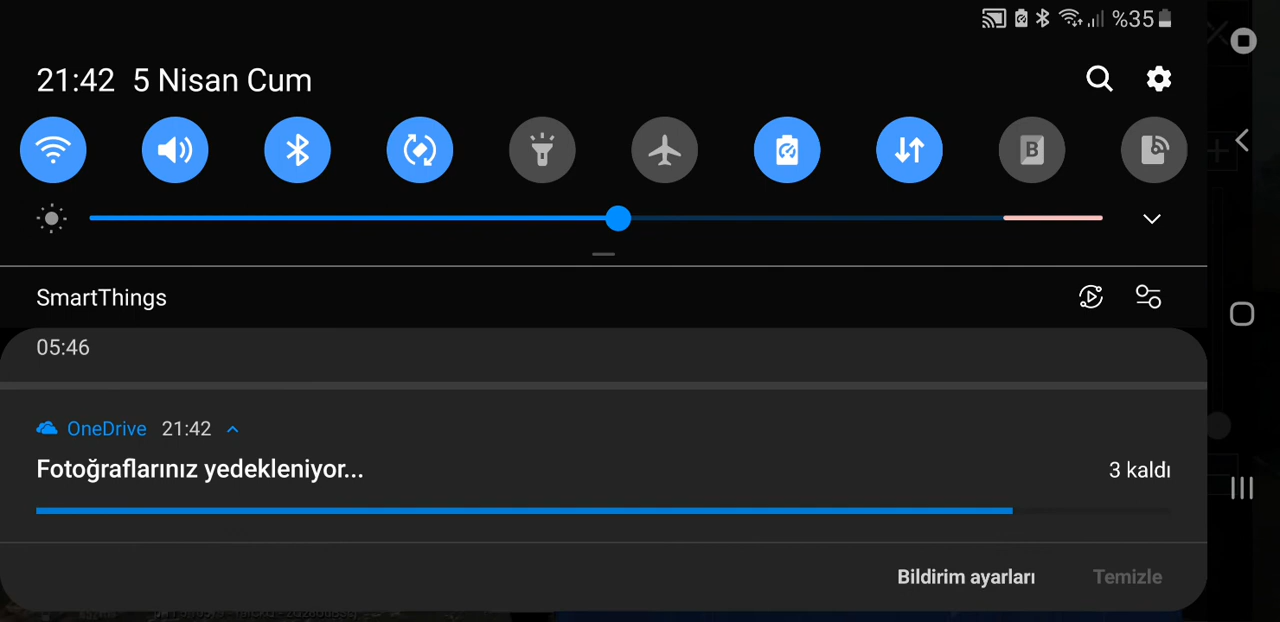 %35
21:42 5 Nisan Cum
B
SmartThings
05:46
OneDrive 21:42
Fotoğraflarınız yedekleniyor...
3 kaldı
Bildirim ayarları
Temizle